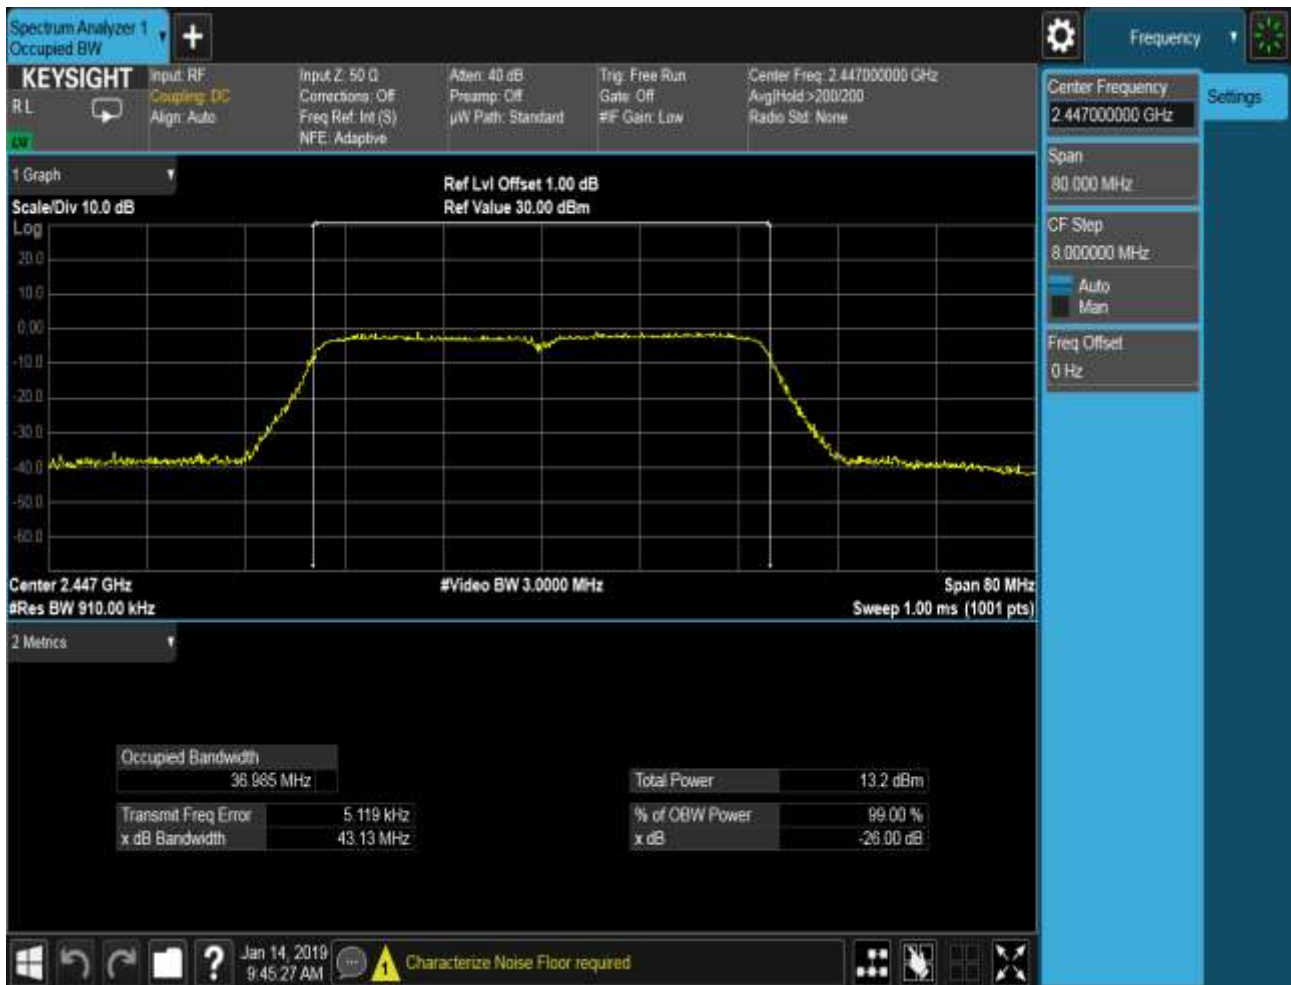 Spectrum Analyzer 1
Occupied BW
Frequency
KEYSIGHT
R L
Input: RF
Coupling: DC
Align: Auto
Input Z: 50 Ω
Corrections: Off
Freq Ref: Int (S)
NFE: Adaptive
Atten: 40 dB
Preamp: Off
µW Path: Standard
Trig: Free Run
Gate: Off
#IF Gain: Low
Center Freq: 2.447000000 GHz
Avg|Hold >200/200
Radio Std: None
Center Frequency
2.447000000 GHz
Settings
Span
80.000 MHz
CF Step
8.000000 MHz
Auto
Man
Freq Offset
0 Hz
1 Graph
Scale/Div 10.0 dB
Ref Lvl Offset 1.00 dB
Ref Value 30.00 dBm
Log
20.0
10.0
0.00
-10.0
-20.0
-30.0
-40.0
-50.0
-60.0
Center 2.447 GHz
#Video BW 3.0000 MHz
Span 80 MHz
#Res BW 910.00 kHz
Sweep 1.00 ms (1001 pts)
2 Metrics
Occupied Bandwidth
36.985 MHz
Transmit Freq Error 5.119 kHz
x dB Bandwidth 43.13 MHz
Total Power 13.2 dBm
% of OBW Power 99.00 %
x dB -26.00 dB
?
Jan 14, 2019
9:45:27 AM
1
Characterize Noise Floor required